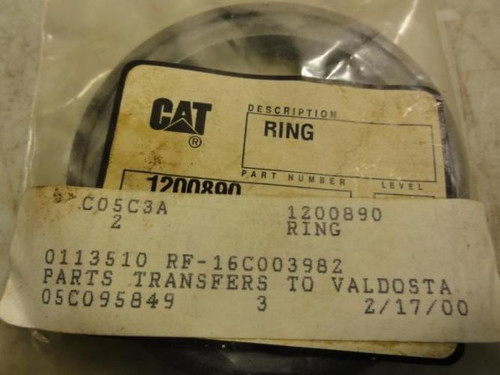 CAT ®
DESCRIPTION
RING
PART NUMBER LEVEL
1200890
C05C3A 1200890
2 RING
0113510 RF-16C003982
PARTS TRANSFERS TO VALDOSTA
05C095849 3 2/17/00